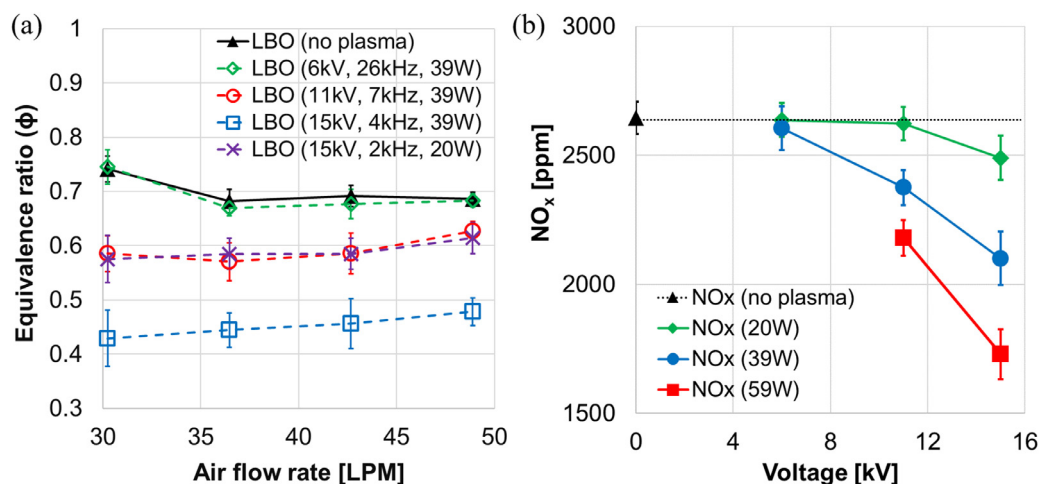 (a)
1
0.9
0.8
0.7
0.6
0.5
0.4
0.3
Equivalence ratio (ϕ)
LBO (no plasma)
LBO (6kV, 26kHz, 39W)
LBO (11kV, 7kHz, 39W)
LBO (15kV, 4kHz, 39W)
LBO (15kV, 2kHz, 20W)
30
35
40
45
50
Air flow rate [LPM]
(b)
3000
2500
2000
1500
NOx [ppm]
NOx (no plasma)
NOx (20W)
NOx (39W)
NOx (59W)
0
4
8
12
16
Voltage [kV]